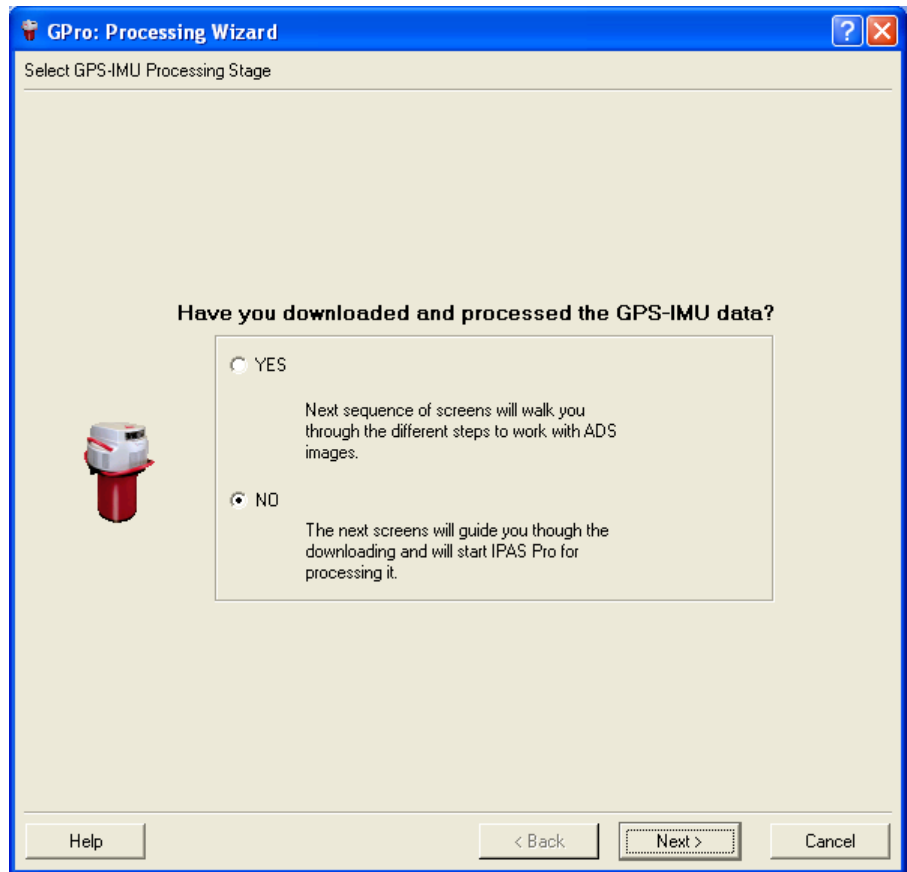 GPro: Processing Wizard
Select GPS-IMU Processing Stage
Have you downloaded and processed the GPS-IMU data?
YES
Next sequence of screens will walk you
through the different steps to work with ADS
images.
NO
The next screens will guide you though the
downloading and will start IPAS Pro for
processing it.
Help
< Back
Next >
Cancel